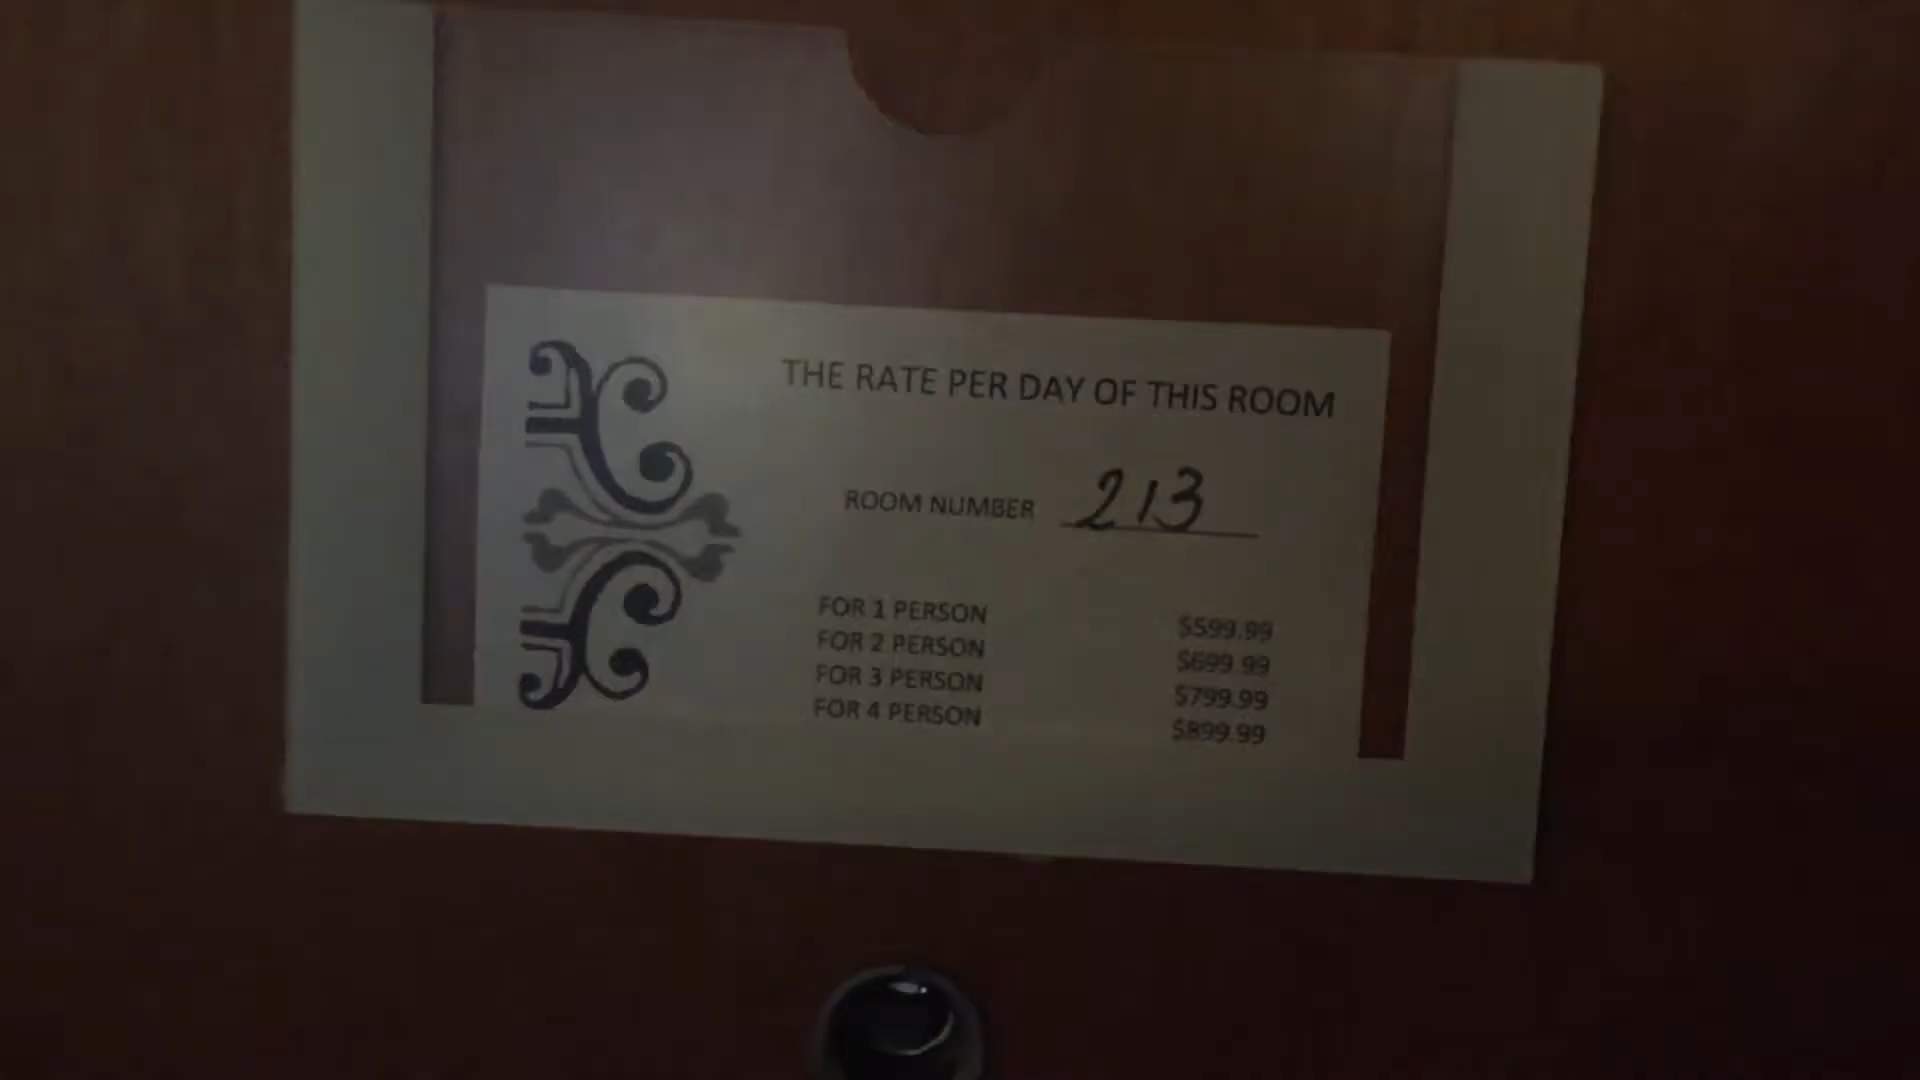 THE RATE PER DAY OF THIS ROOM
ROOM NUMBER 213
FOR 1 PERSON $599.99
FOR 2 PERSON $699.99
FOR 3 PERSON $799.99
FOR 4 PERSON $899.99